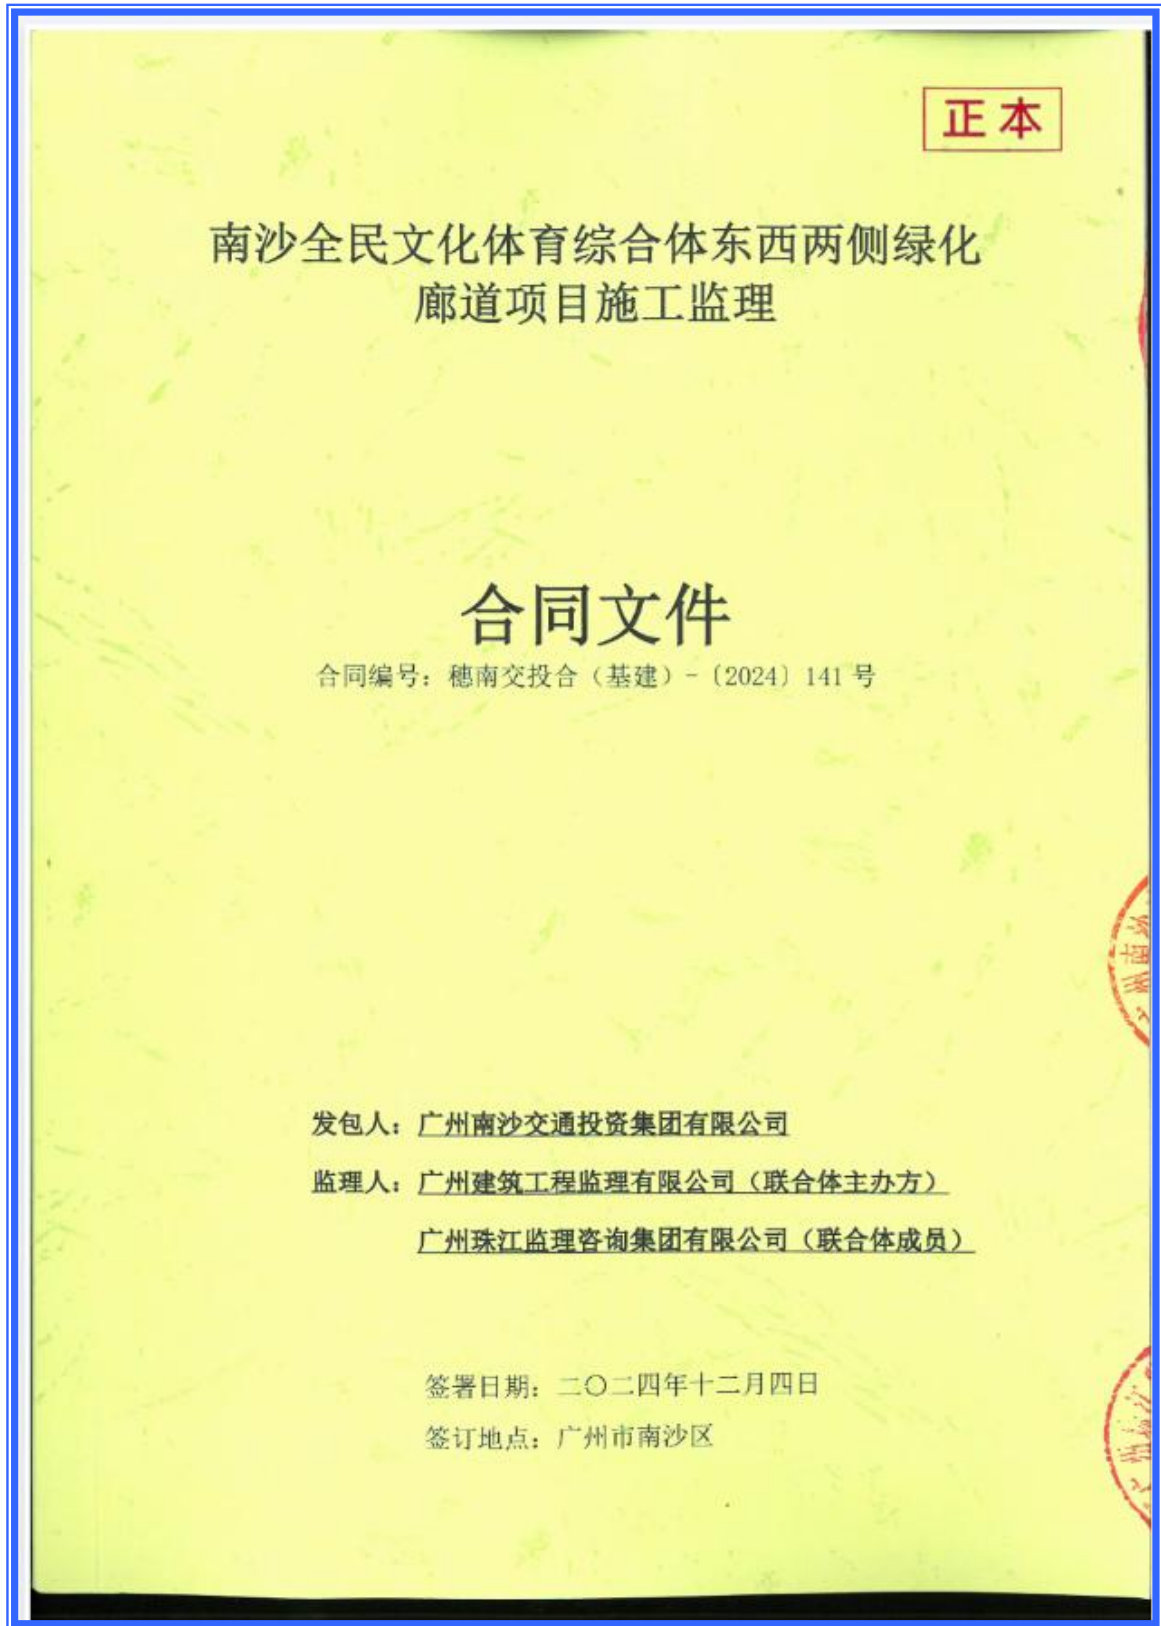 正本
南沙全民文化体育综合体东西两侧绿化
廊道项目施工监理
合同文件
合同编号：穗南交投合（基建）-〔2024〕141号
发包人：广州南沙交通投资集团有限公司
监理人：广州建筑工程监理有限公司（联合体主办方）
广州珠江监理咨询集团有限公司（联合体成员）
签署日期：二〇二四年十二月四日
签订地点：广州市南沙区